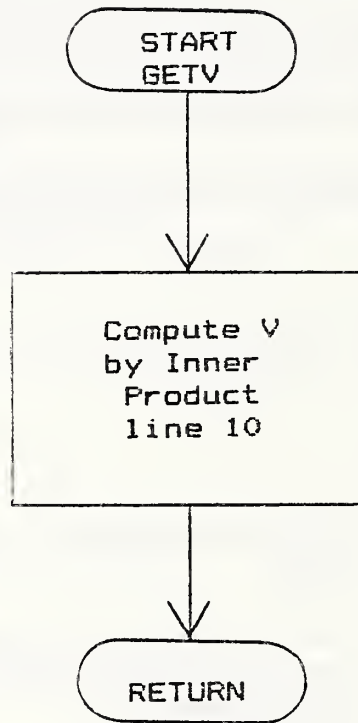 START
GETV
Compute V
by Inner
Product
line 10
RETURN